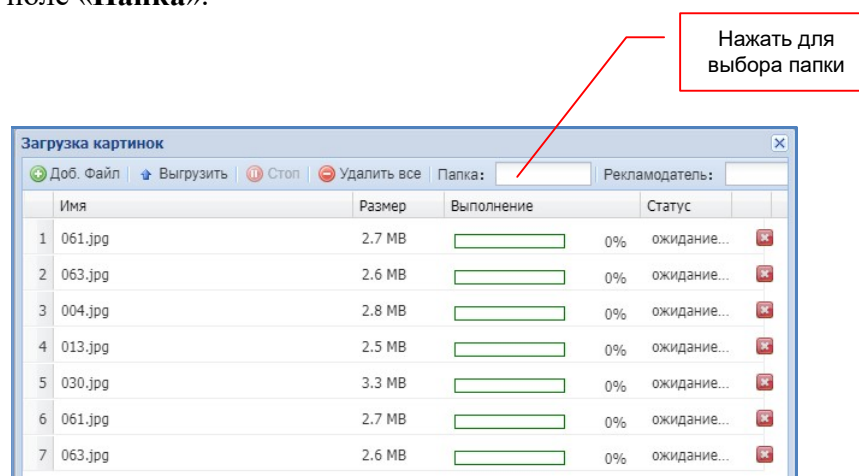 поле «Папка».
Нажать для
выбора папки
Загрузка картинок
Доб. Файл Выгрузить Стоп Удалить все Папка: Рекламодатель:
Имя Размер Выполнение Статус
1 061.jpg 2.7 MB 0% ожидание...
2 063.jpg 2.6 MB 0% ожидание...
3 004.jpg 2.8 MB 0% ожидание...
4 013.jpg 2.5 MB 0% ожидание...
5 030.jpg 3.3 MB 0% ожидание...
6 061.jpg 2.7 MB 0% ожидание...
7 063.jpg 2.6 MB 0% ожидание...